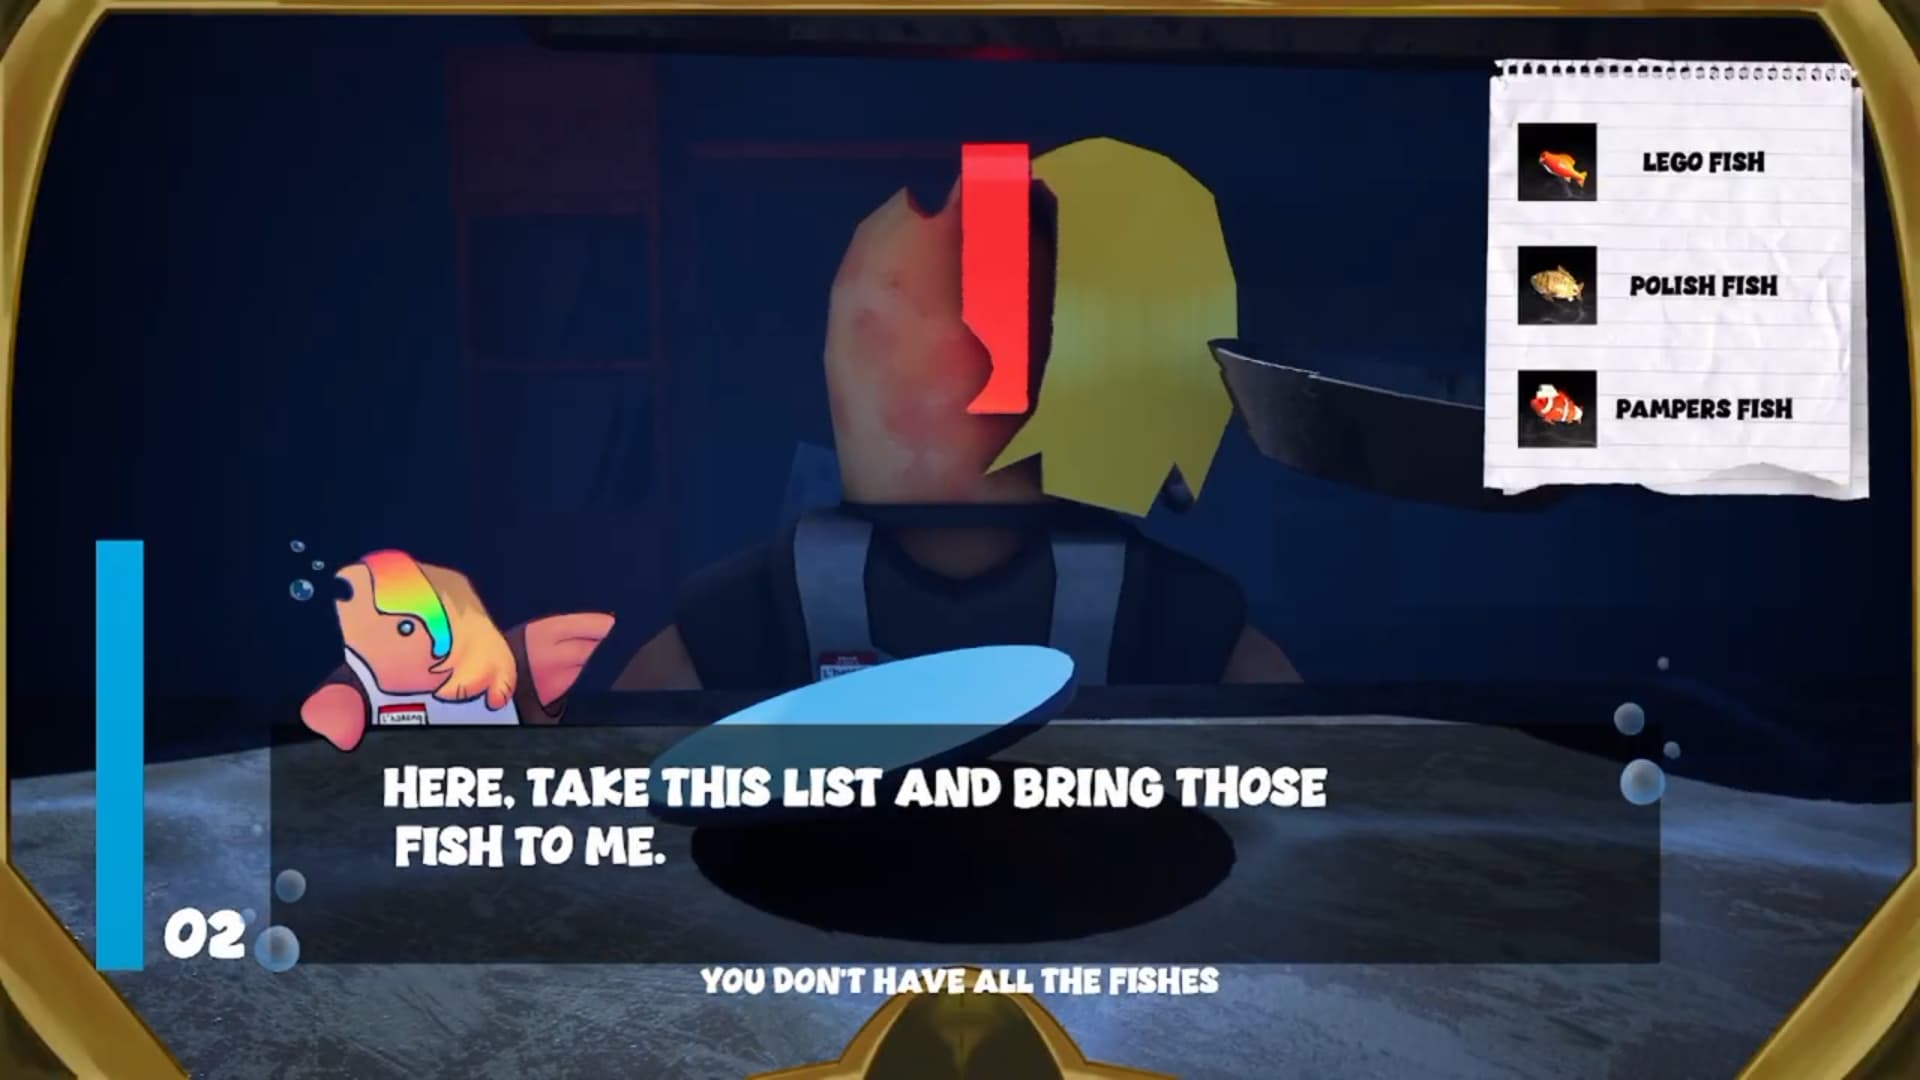 LEGO FISH
POLISH FISH
PAMPERS FISH
HERE, TAKE THIS LIST AND BRING THOSE
FISH TO ME.
02
YOU DON'T HAVE ALL THE FISHES